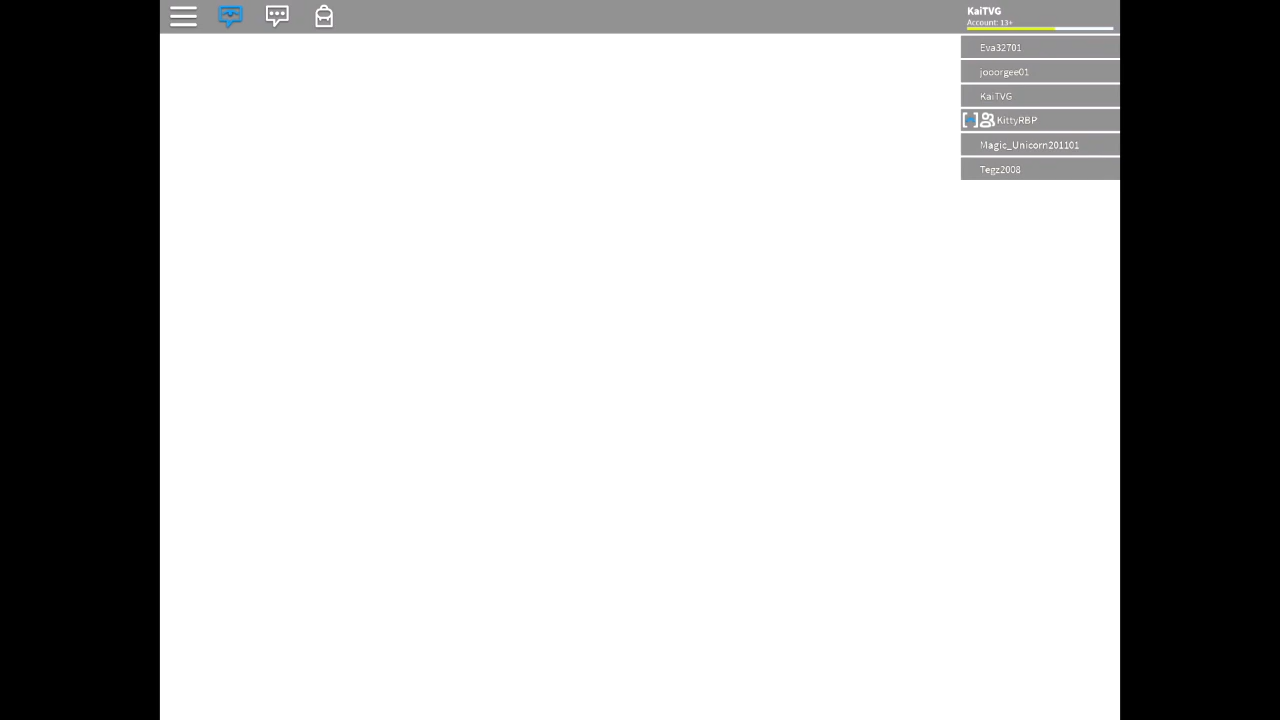 KaiTVG
Account: 13+
Eva32701
jooorgee01
KaiTVG
KittyRBP
Magic_Unicorn201101
Tegz2008